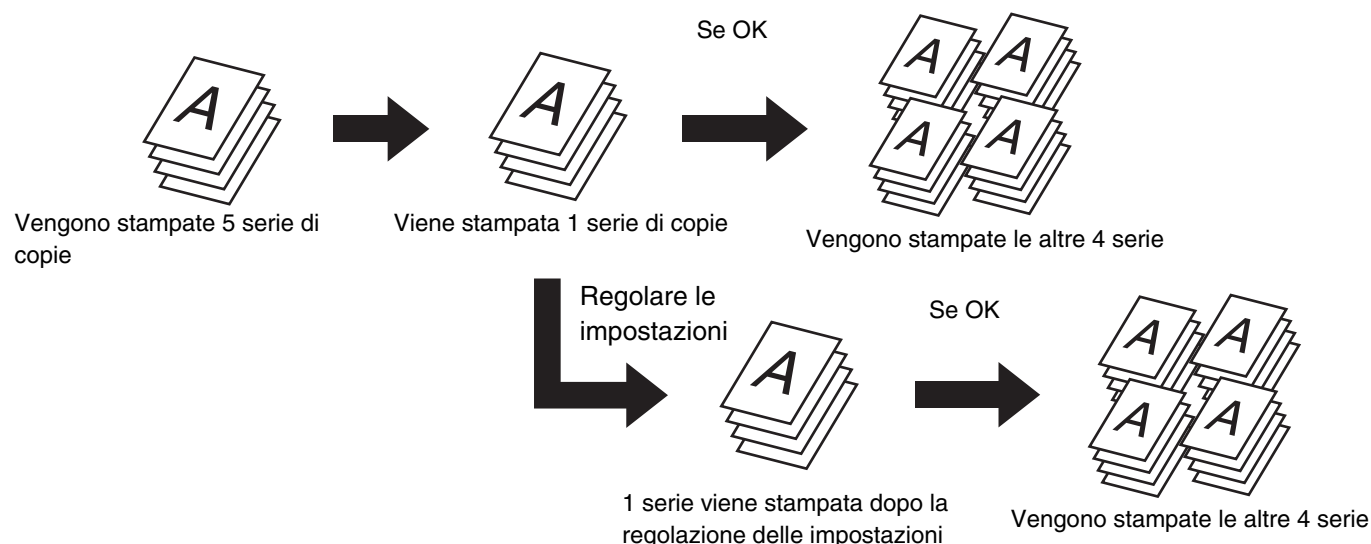 Se OK
A
A
A
A
A
A
Vengono stampate 5 serie di
copie
Viene stampata 1 serie di copie
Vengono stampate le altre 4 serie
Regolare le
impostazioni
Se OK
A
A
A
A
A
1 serie viene stampata dopo la
regolazione delle impostazioni
Vengono stampate le altre 4 serie